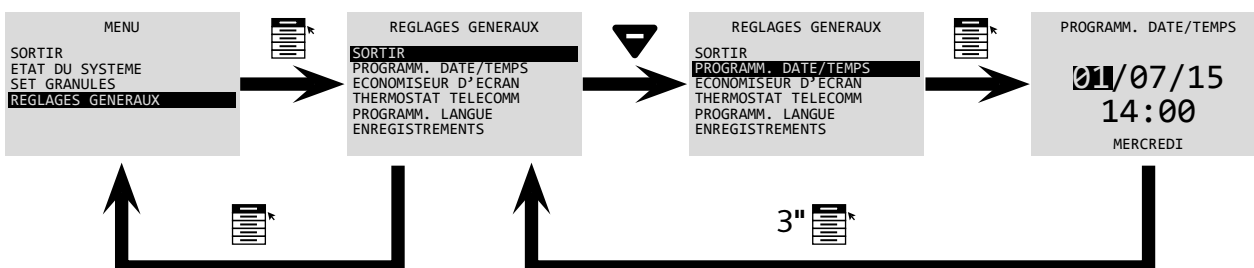 MENU
SORTIR
ETAT DU SYSTEME
SET GRANULES
REGLAGES GENERAUX
REGLAGES GENERAUX
SORTIR
PROGRAMM. DATE/TEMPS
ECONOMISEUR D'ECRAN
THERMOSTAT TELECOMM
PROGRAMM. LANGUE
ENREGISTREMENTS
REGLAGES GENERAUX
SORTIR
PROGRAMM. DATE/TEMPS
ECONOMISEUR D'ECRAN
THERMOSTAT TELECOMM
PROGRAMM. LANGUE
ENREGISTREMENTS
PROGRAMM. DATE/TEMPS
01/07/15
14:00
MERCREDI
3"